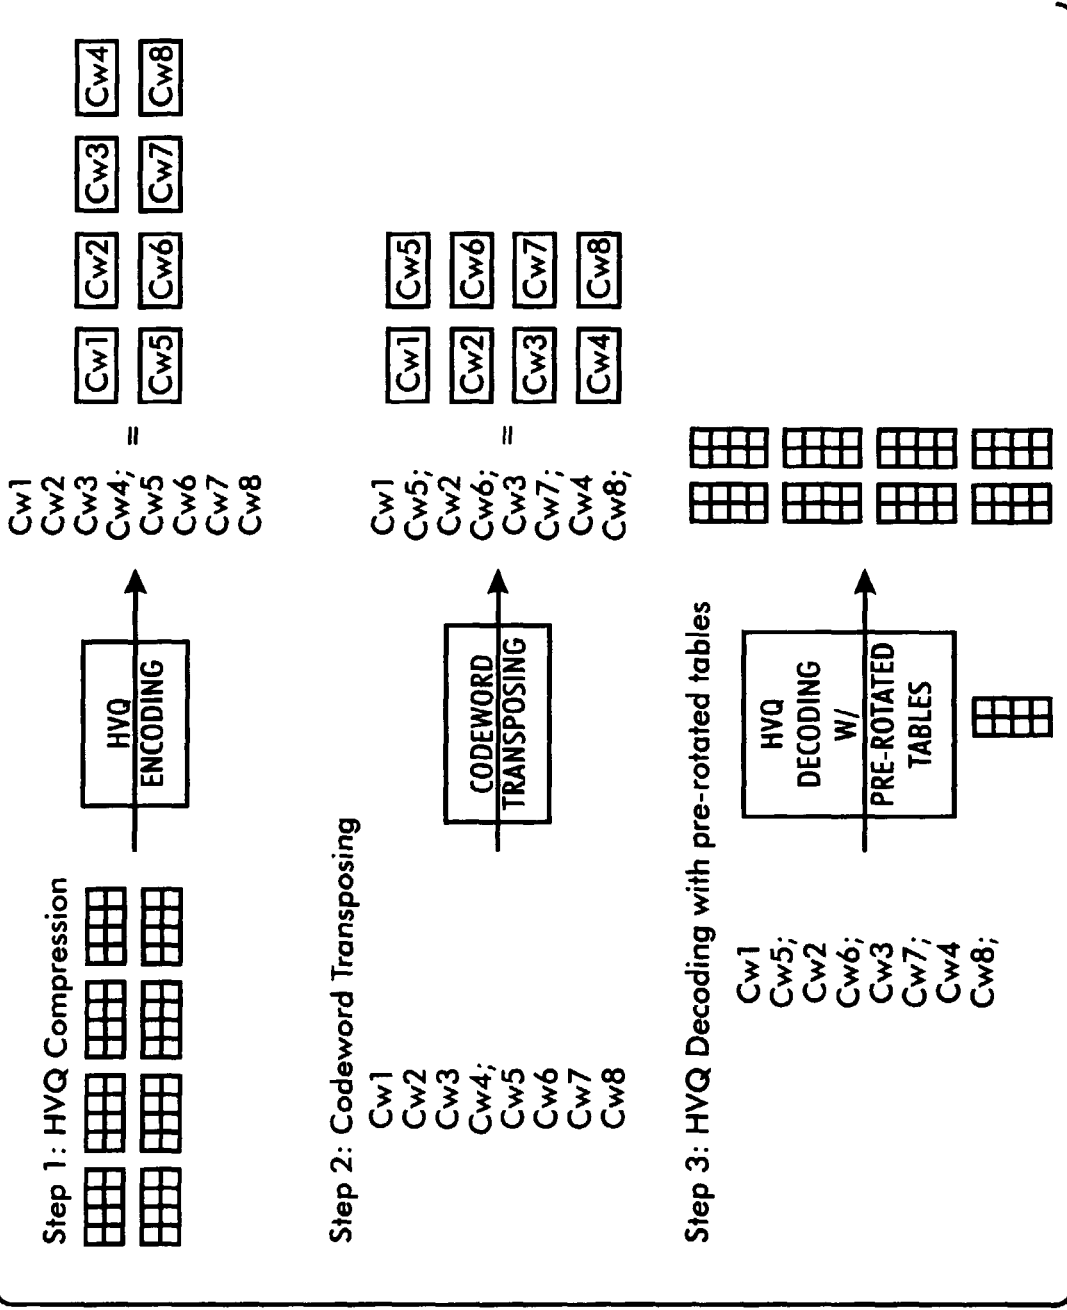 Step 1: HVQ Compression
HVQ
ENCODING
Cw1
Cw2
Cw3
Cw4;
Cw5
Cw6
Cw7
Cw8
=
Cw1 Cw2 Cw3 Cw4
Cw5 Cw6 Cw7 Cw8
Step 2: Codeword Transposing
Cw1
Cw2
Cw3
Cw4;
Cw5
Cw6
Cw7
Cw8
CODEWORD
TRANSPOSING
Cw1
Cw5;
Cw2
Cw6;
Cw3
Cw7;
Cw4
Cw8;
=
Cw1 Cw5
Cw2 Cw6
Cw3 Cw7
Cw4 Cw8
Step 3: HVQ Decoding with pre-rotated tables
Cw1
Cw5;
Cw2
Cw6;
Cw3
Cw7;
Cw4
Cw8;
HVQ
DECODING
W/
PRE-ROTATED
TABLES